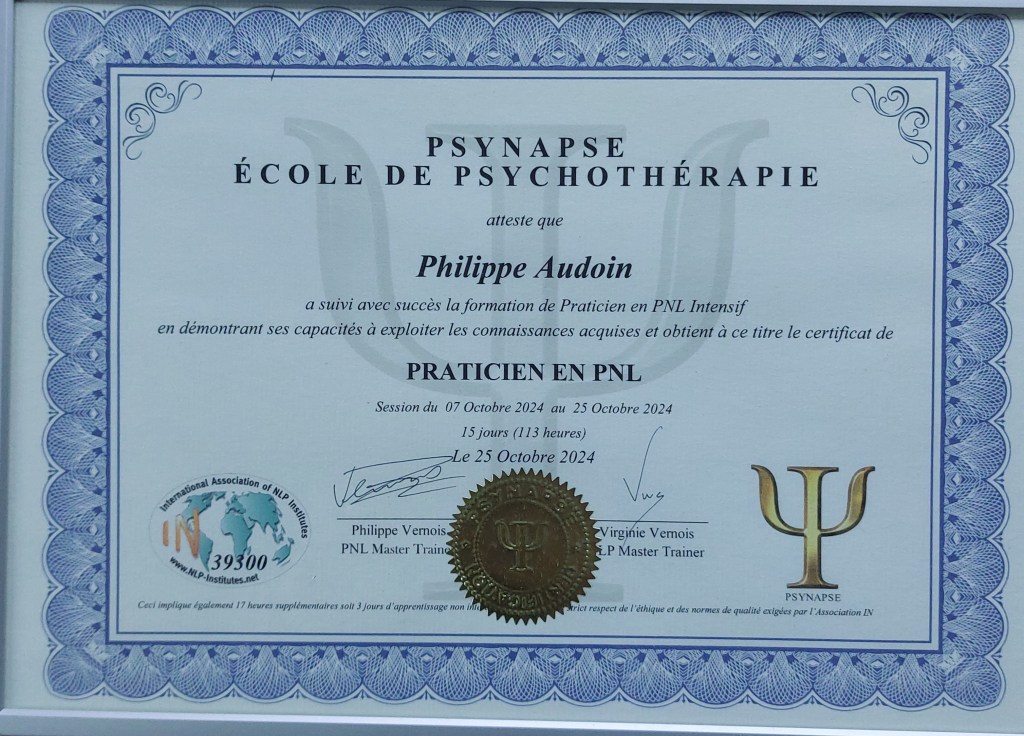 PSYNAPSE
ÉCOLE DE PSYCHOTHÉRAPIE
atteste que
Philippe Audoin
a suivi avec succès la formation de Praticien en PNL Intensif
en démontrant ses capacités à exploiter les connaissances acquises et obtient à ce titre le certificat de
PRATICIEN EN PNL
Session du 07 Octobre 2024 au 25 Octobre 2024
15 jours (113 heures)
Le 25 Octobre 2024
International Association of NLP Institutes
IN
39300
www.NLP-Institutes.net
Philippe Vernois
PNL Master Traine
Virginie Vernois
LP Master Trainer
PSYNAPSE
PSYNAPSE
Ceci implique également 17 heures supplémentaires soit 3 jours d'apprentissage non
respect de l'éthique et des normes de qualité exigées par l'Association IN